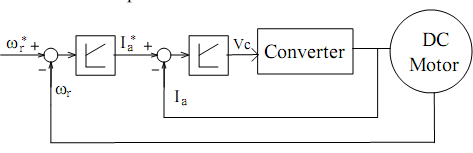 ωr* + Ia* + Vc Converter DC Motor
− ωr − Ia